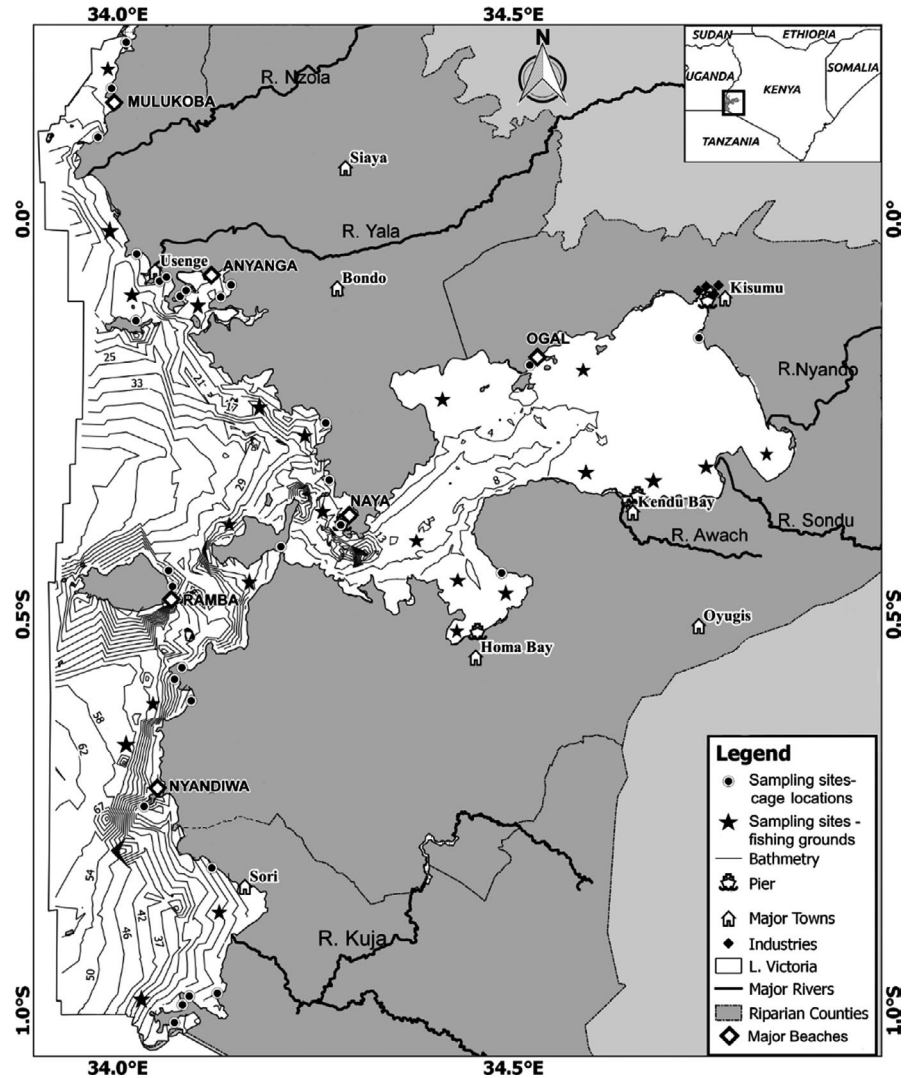 34.0°E
34.5°E
N
SUDAN
ETHIOPIA
UGANDA
KENYA
SOMALIA
TANZANIA
R. Nzoia
MULUKOBA
Siaya
0.0°
0.0°
R. Yala
Usenge
ANYANGA
Bondo
Kisumu
OGAL
25
33
21
17
R.Nyando
4
8
29
NAYA
13
Kendu Bay
R. Sondu
R. Awach
RAMBA
0.5°S
0.5°S
Oyugis
Homa Bay
58
62
NYANDIWA
67
Sori
54
42
46
37
50
R. Kuja
Legend
Sampling sites-
cage locations
Sampling sites -
fishing grounds
Bathmetry
Pier
Major Towns
Industries
L. Victoria
Major Rivers
Riparian Counties
Major Beaches
1.0°S
1.0°S
34.0°E
34.5°E